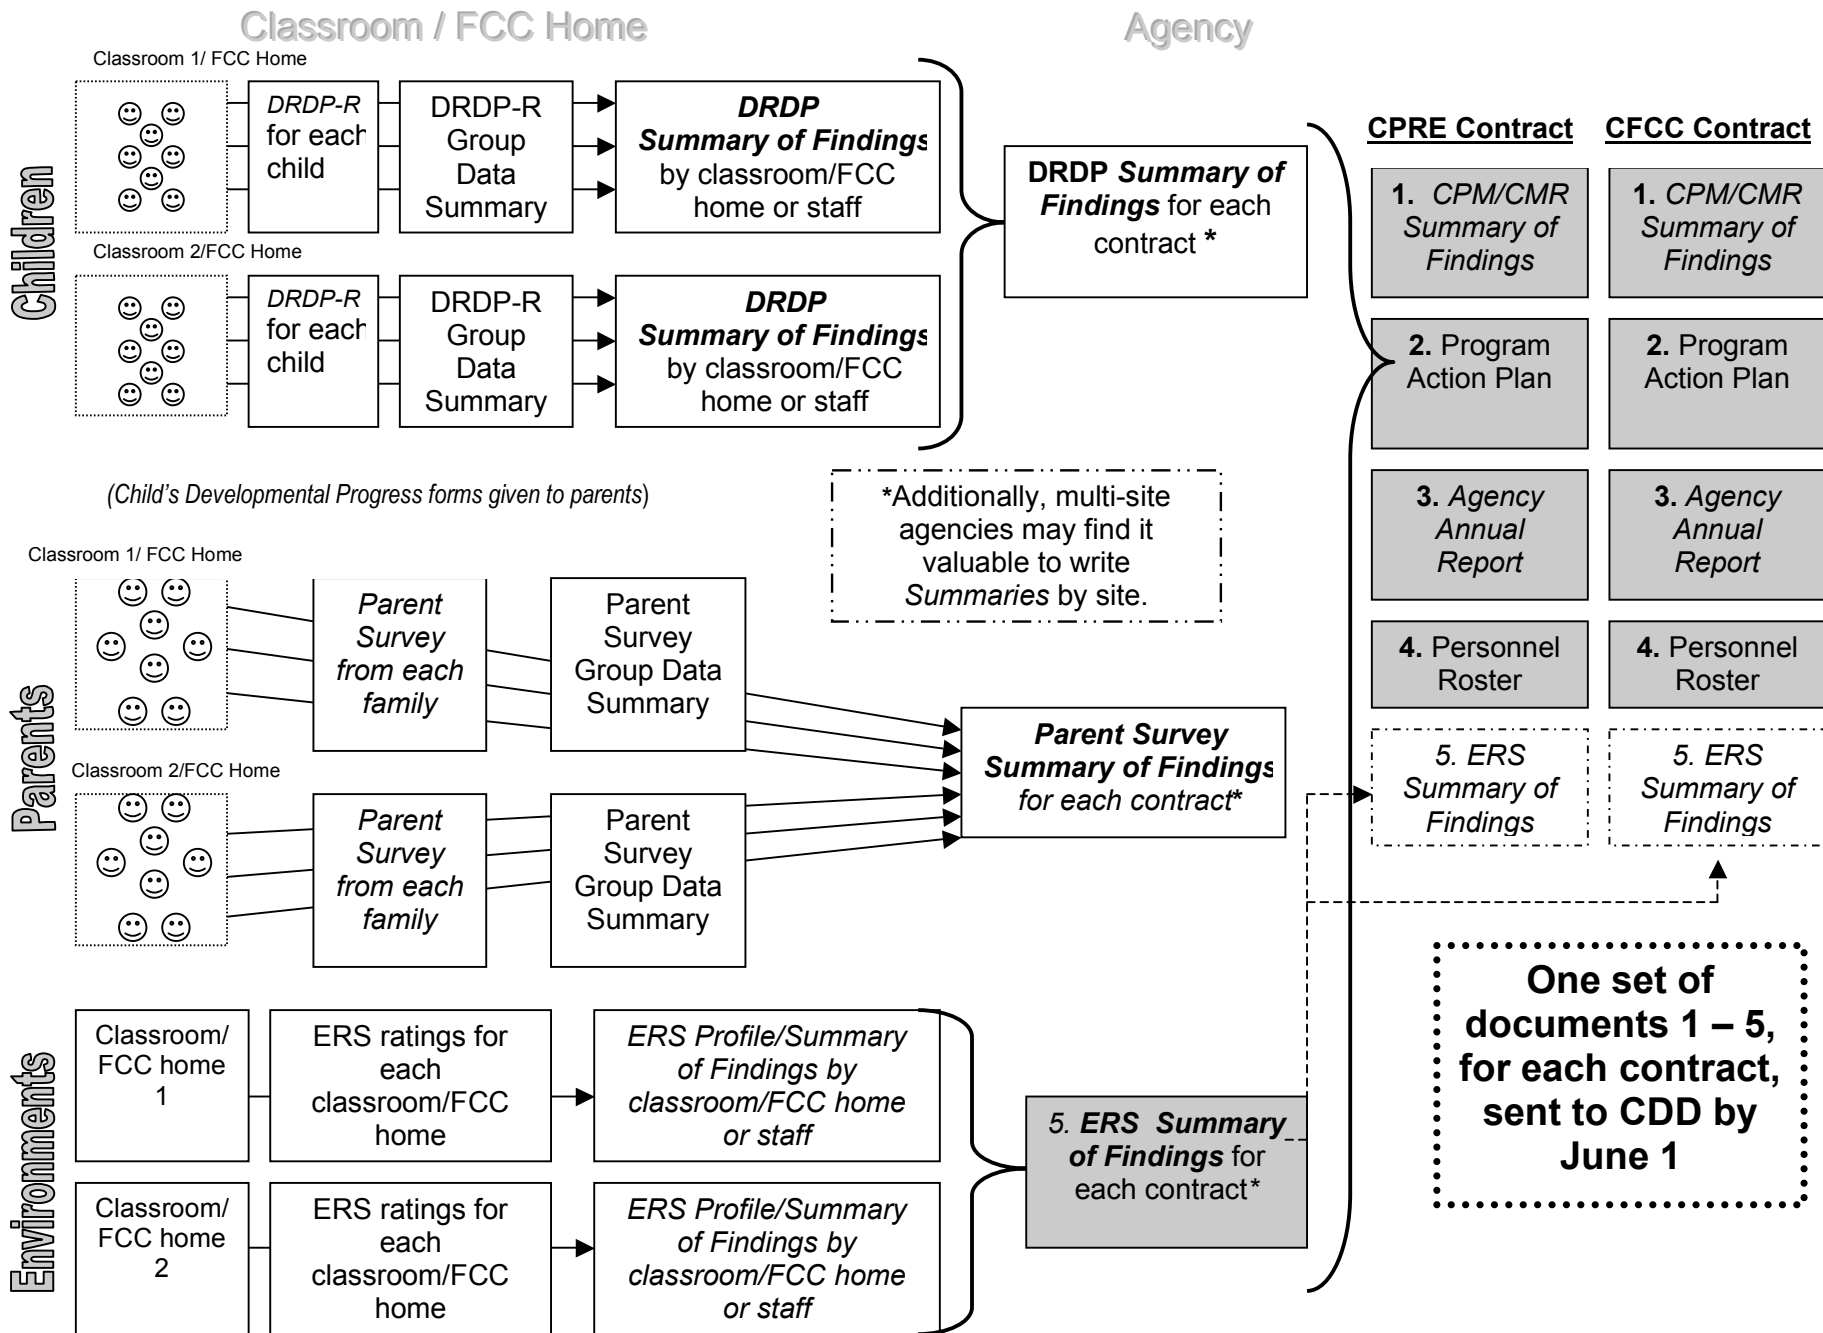 Classroom / FCC Home
Agency
Children
Classroom 1/ FCC Home
DRDP-R
for each
child
DRDP-R
Group
Data
Summary
DRDP
Summary of Findings
by classroom/FCC
home or staff
Classroom 2/FCC Home
DRDP-R
for each
child
DRDP-R
Group
Data
Summary
DRDP
Summary of Findings
by classroom/FCC
home or staff
DRDP Summary of
Findings for each
contract *
(Child's Developmental Progress forms given to parents)
*Additionally, multi-site
agencies may find it
valuable to write
Summaries by site.
Parents
Classroom 1/ FCC Home
Parent
Survey
from each
family
Parent
Survey
Group Data
Summary
Classroom 2/FCC Home
Parent
Survey
from each
family
Parent
Survey
Group Data
Summary
Parent Survey
Summary of Findings
for each contract*
Environments
Classroom/
FCC home
1
ERS ratings for
each
classroom/FCC
home
ERS Profile/Summary
of Findings by
classroom/FCC home
or staff
Classroom/
FCC home
2
ERS ratings for
each
classroom/FCC
home
ERS Profile/Summary
of Findings by
classroom/FCC home
or staff
5. ERS Summary
of Findings for
each contract*
CPRE Contract
1. CPM/CMR
Summary of
Findings
2. Program
Action Plan
3. Agency
Annual
Report
4. Personnel
Roster
5. ERS
Summary of
Findings
CFCC Contract
1. CPM/CMR
Summary of
Findings
2. Program
Action Plan
3. Agency
Annual
Report
4. Personnel
Roster
5. ERS
Summary of
Findings
One set of
documents 1 – 5,
for each contract,
sent to CDD by
June 1